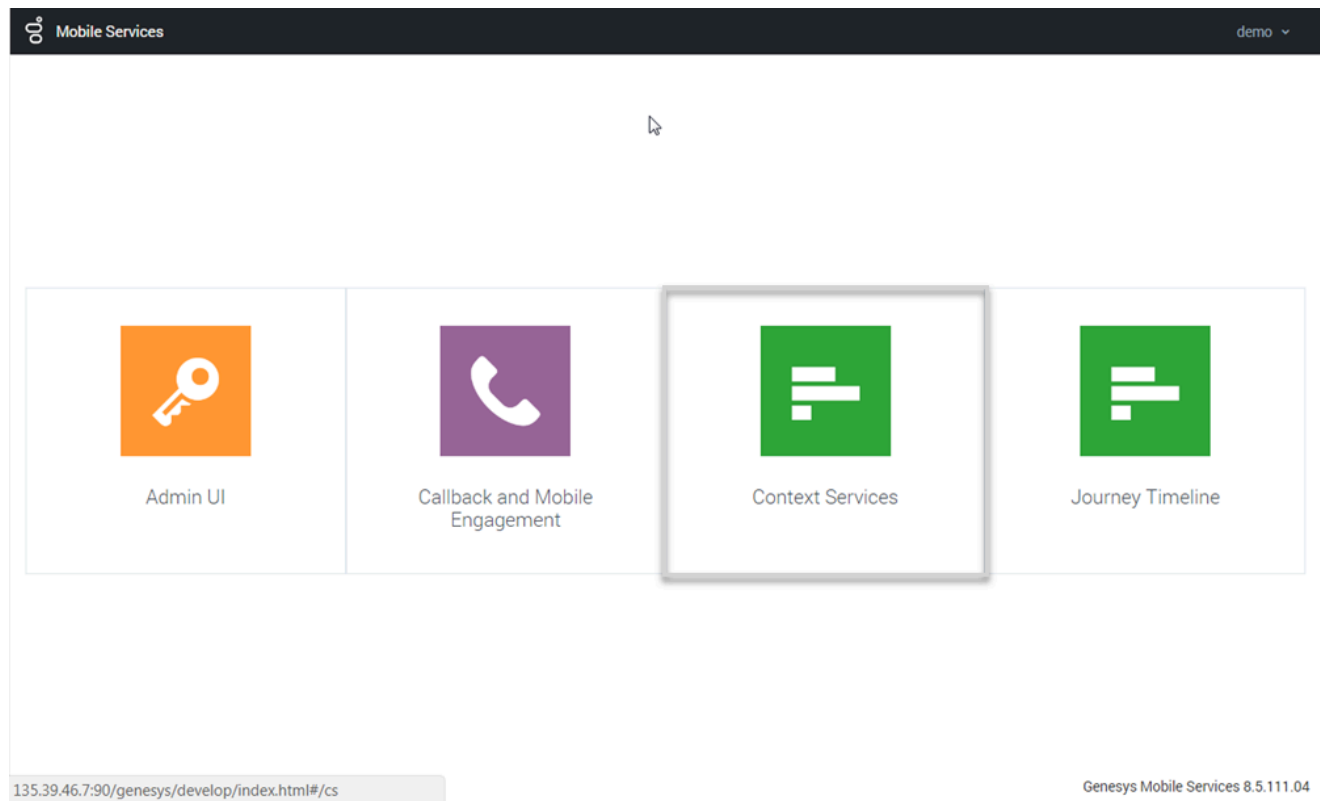 Mobile Services
demo
Admin UI
Callback and Mobile
Engagement
Context Services
Journey Timeline
135.39.46.7:90/genesys/develop/index.html#/cs
Genesys Mobile Services 8.5.111.04